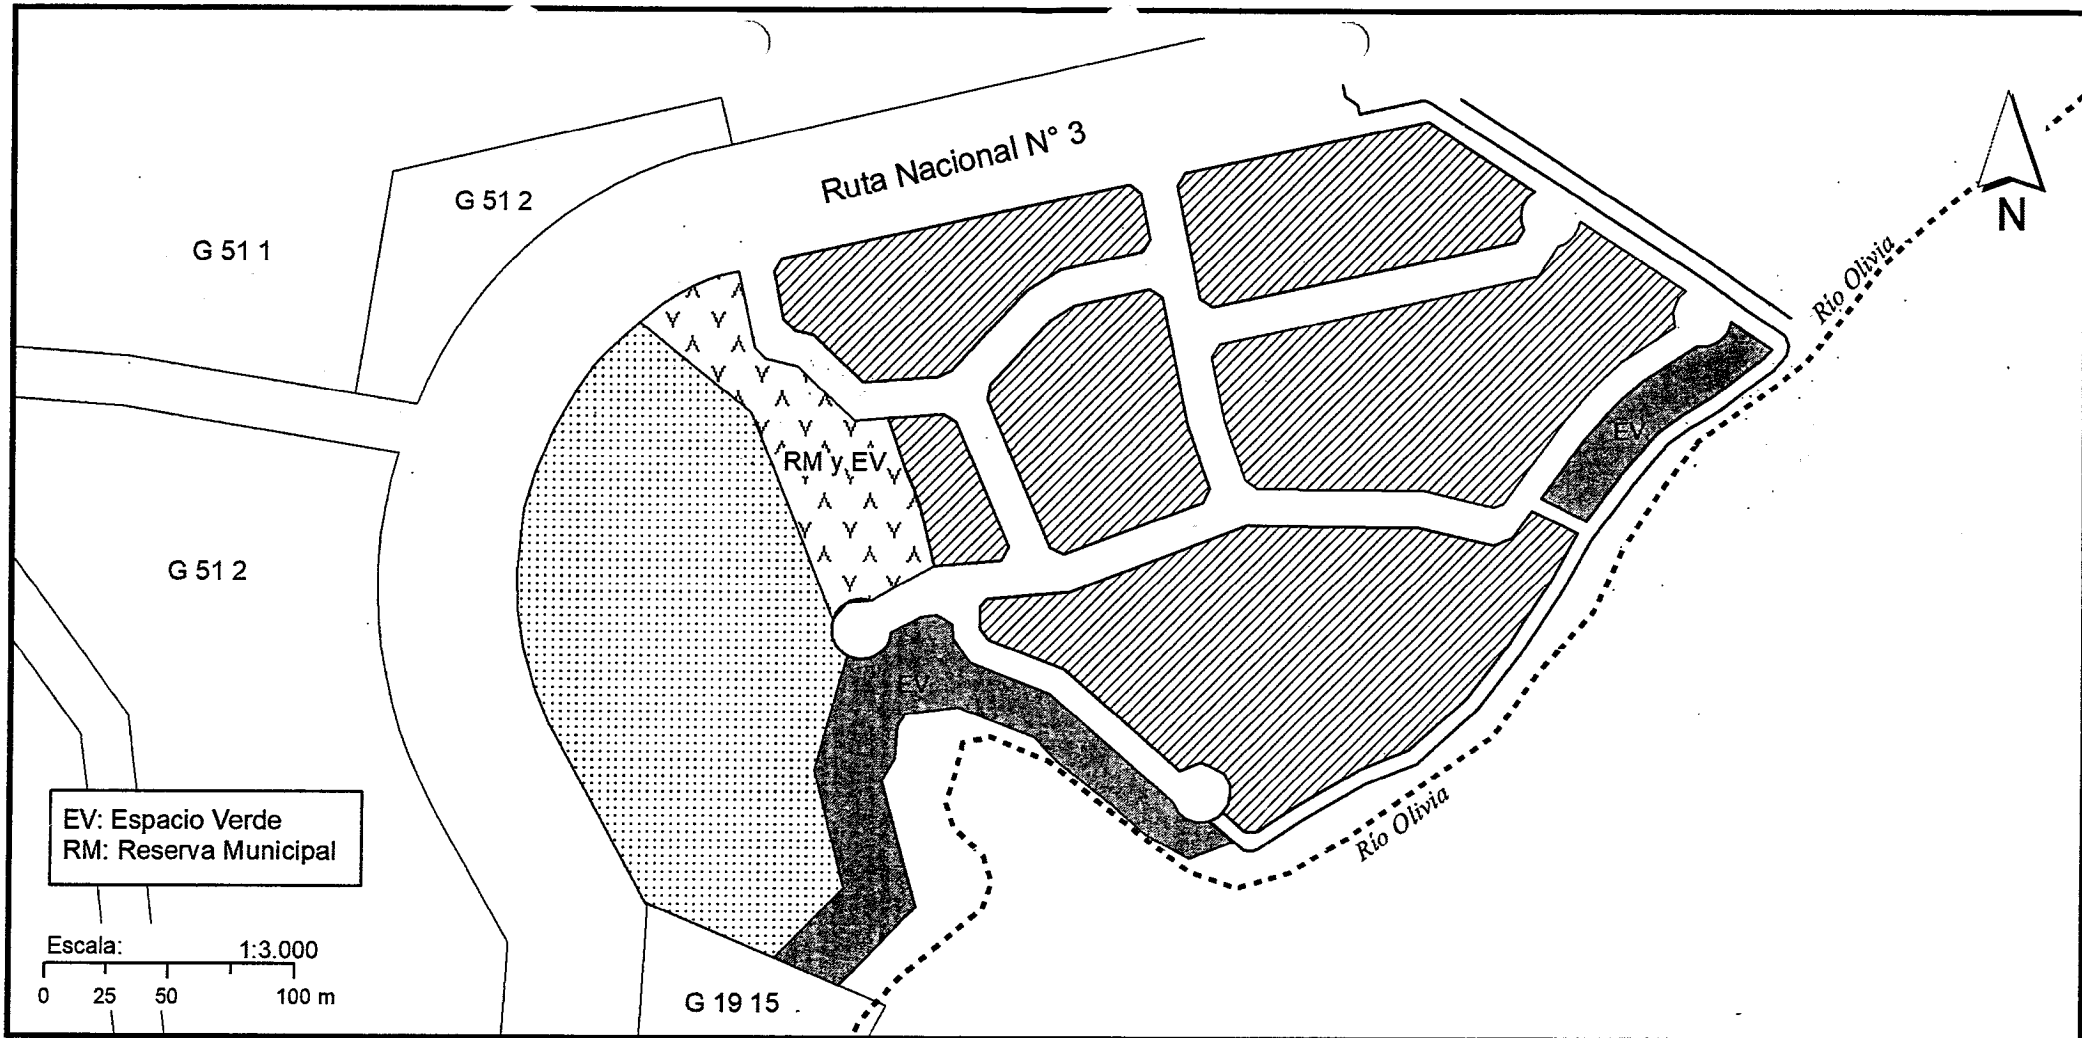 Ruta Nacional N° 3
G 51 2
G 51 1
N
Río Olivia
EV
RM y EV
G 51 2
EV
EV: Espacio Verde
RM: Reserva Municipal
Río Olivia
Escala: 1:3.000
0 25 50 100 m
G 19 15